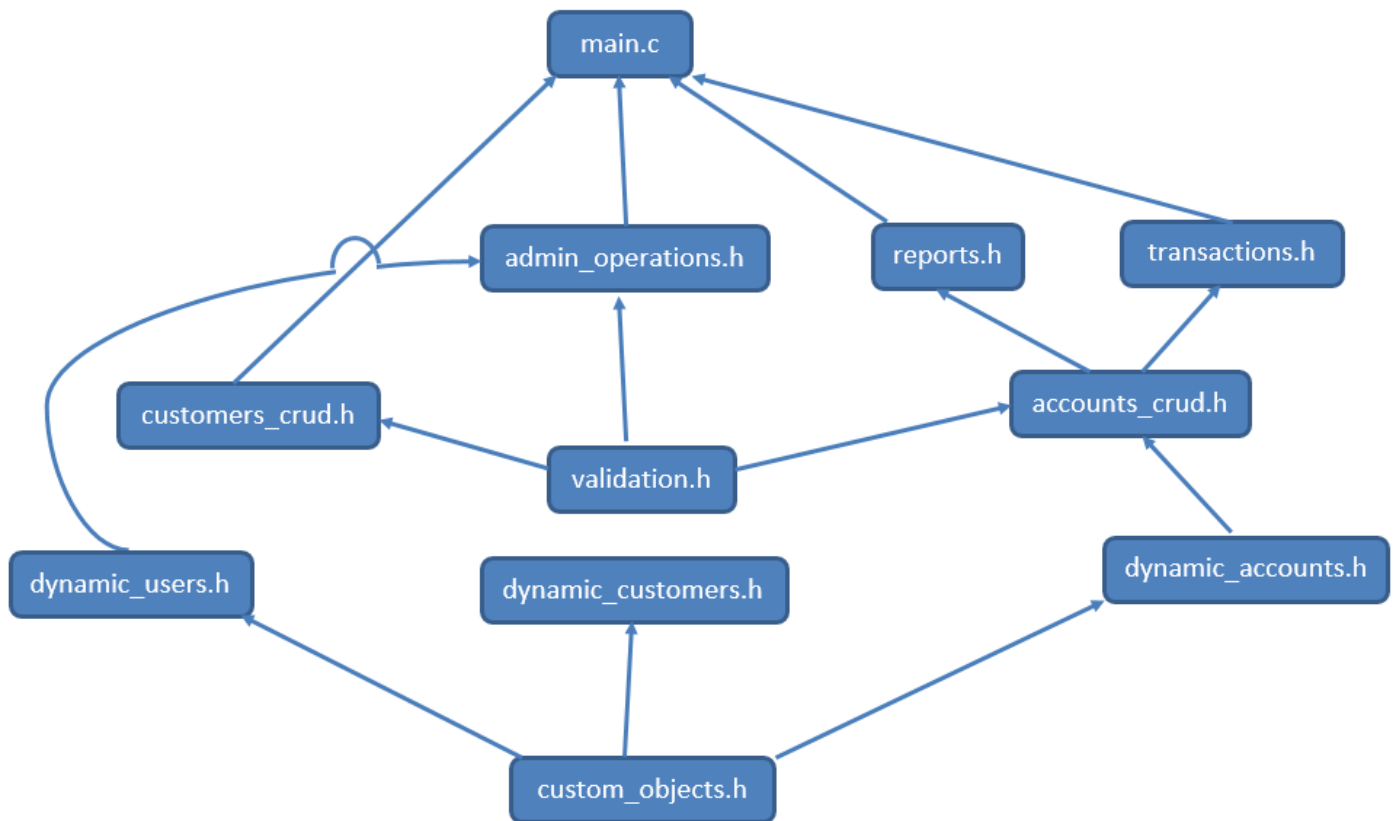 main.c
admin_operations.h
reports.h
transactions.h
customers_crud.h
accounts_crud.h
validation.h
dynamic_users.h
dynamic_customers.h
dynamic_accounts.h
custom_objects.h